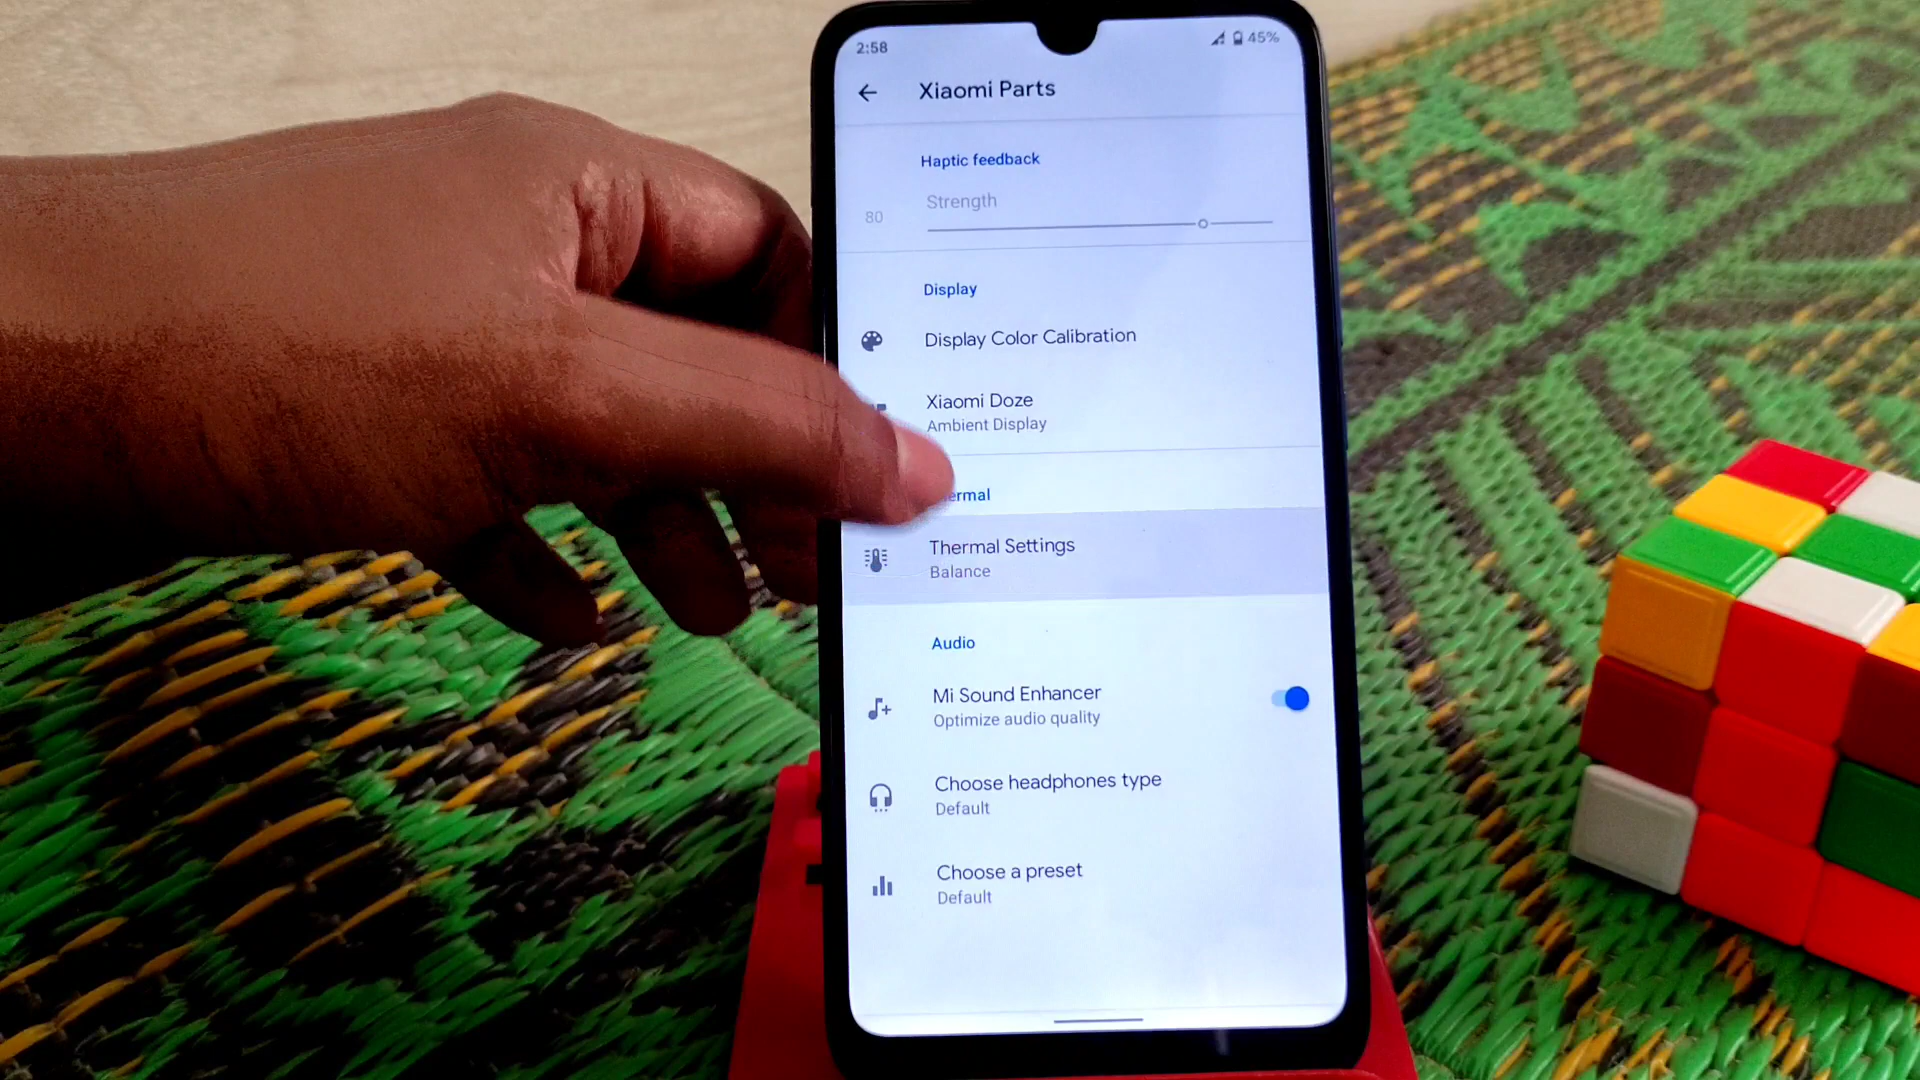 2:58
45%
Xiaomi Parts
Haptic feedback
Strength
80
Display
Display Color Calibration
Xiaomi Doze
Ambient Display
ermal
Thermal Settings
Balance
Audio
Mi Sound Enhancer
Optimize audio quality
Choose headphones type
Default
Choose a preset
Default